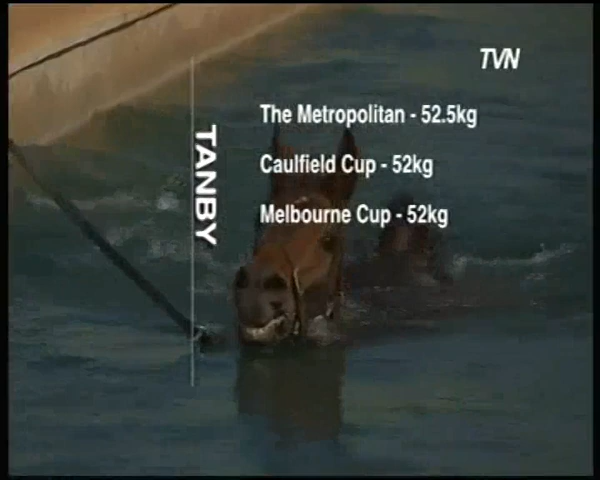 TVN
The Metropolitan - 52.5kg
TANBY
Caulfield Cup - 52kg
Melbourne Cup - 52kg